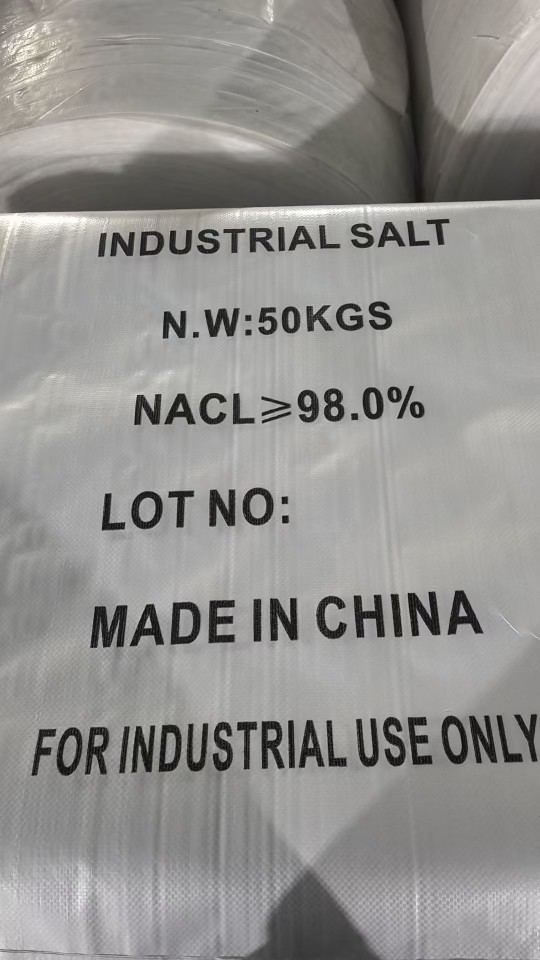 INDUSTRIAL SALT
N.W:50KGS
NACL⩾98.0%
LOT NO:
MADE IN CHINA
FOR INDUSTRIAL USE ONLY